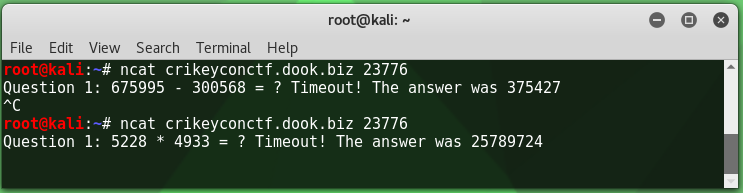 root@kali: ~
File Edit View Search Terminal Help
root@kali:~# ncat crikeyconctf.dook.biz 23776
Question 1: 675995 - 300568 = ? Timeout! The answer was 375427
^C
root@kali:~# ncat crikeyconctf.dook.biz 23776
Question 1: 5228 * 4933 = ? Timeout! The answer was 25789724